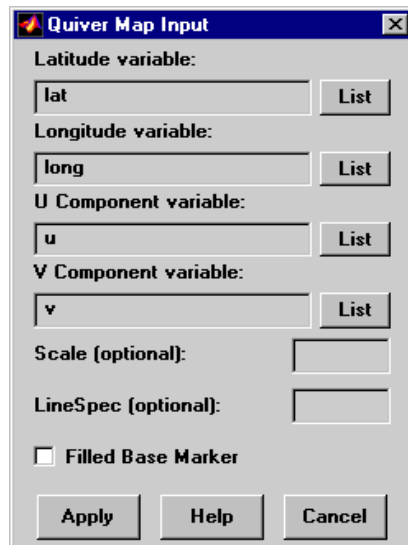 Quiver Map Input
Latitude variable:
lat List
Longitude variable:
long List
U Component variable:
u List
V Component variable:
v List
Scale (optional):
LineSpec (optional):
Filled Base Marker
Apply Help Cancel